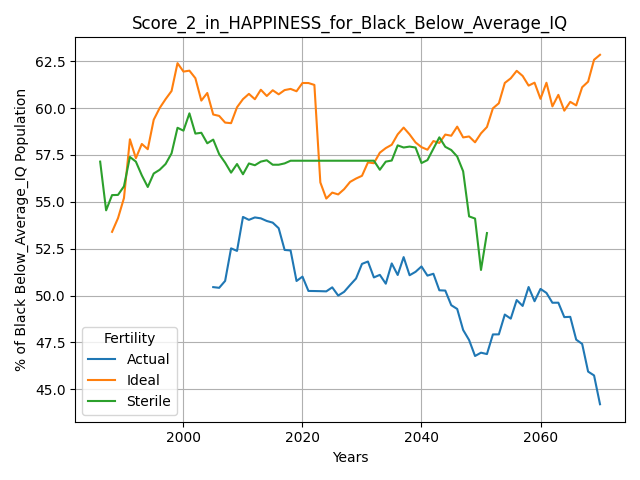 Score_2_in_HAPPINESS_for_Black_Below_Average_IQ
% of Black Below_Average_IQ Population
62.5
60.0
57.5
55.0
52.5
50.0
47.5
45.0
Fertility
Actual
Ideal
Sterile
2000 2020 2040 2060
Years